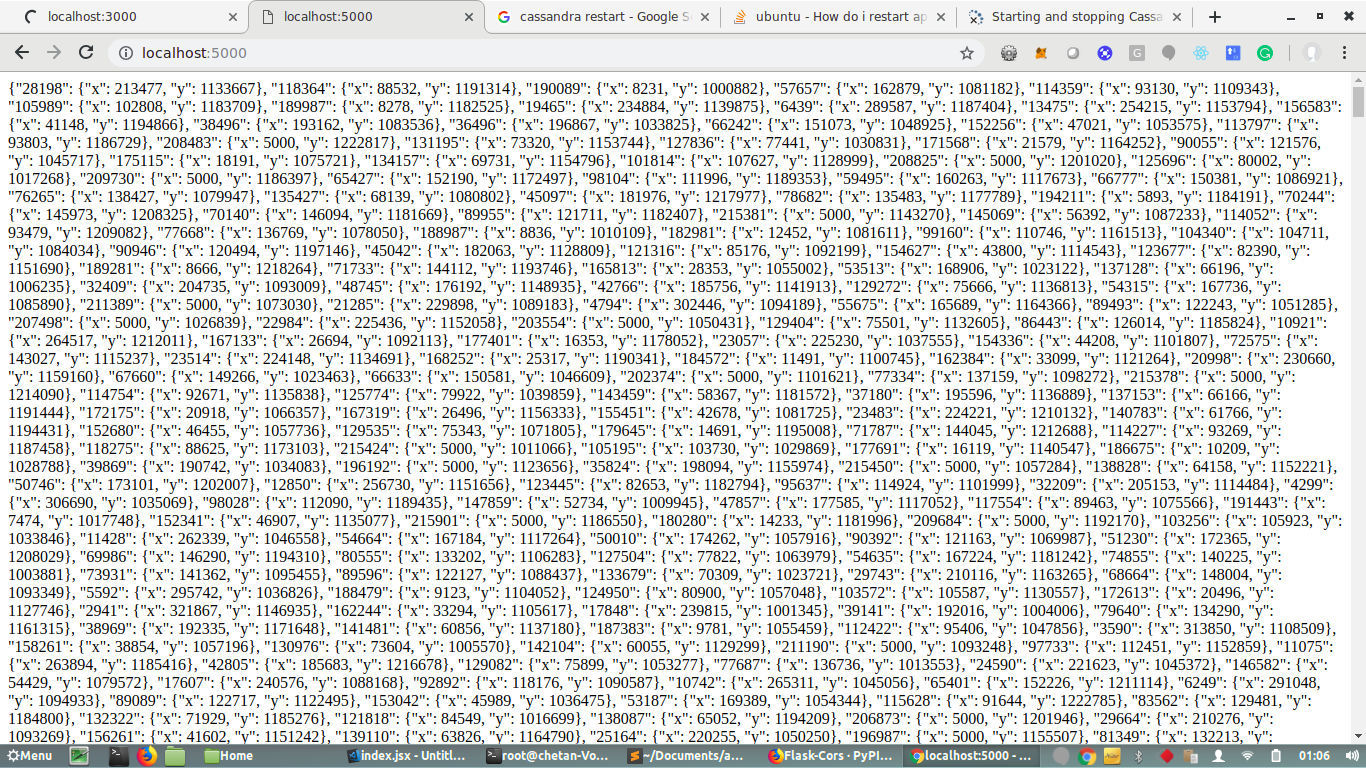 localhost:3000
localhost:5000
cassandra restart - Google S
ubuntu - How do i restart ap
Starting and stopping Cassa
localhost:5000
{"28198": {"x": 213477, "y": 1133667}, "118364": {"x": 88532, "y": 1191314}, "190089": {"x": 8231, "y": 1000882}, "57657": {"x": 162879, "y": 1081182}, "114359": {"x": 93130, "y": 1109343},
"105989": {"x": 102808, "y": 1183709}, "189987": {"x": 8278, "y": 1182525}, "19465": {"x": 234884, "y": 1139875}, "6439": {"x": 289587, "y": 1187404}, "13475": {"x": 254215, "y": 1153794}, "156583":
{"x": 41148, "y": 1194866}, "38496": {"x": 193162, "y": 1083536}, "36496": {"x": 196867, "y": 1033825}, "66242": {"x": 151073, "y": 1048925}, "152256": {"x": 47021, "y": 1053575}, "113797": {"x":
93803, "y": 1186729}, "208483": {"x": 5000, "y": 1222817}, "131195": {"x": 73320, "y": 1153744}, "127836": {"x": 77441, "y": 1030831}, "171568": {"x": 21579, "y": 1164252}, "90055": {"x": 121576,
"y": 1045717}, "175115": {"x": 18191, "y": 1075721}, "134157": {"x": 69731, "y": 1154796}, "101814": {"x": 107627, "y": 1128999}, "208825": {"x": 5000, "y": 1201020}, "125696": {"x": 80002, "y":
1017268}, "209730": {"x": 5000, "y": 1186397}, "65427": {"x": 152190, "y": 1172497}, "98104": {"x": 111996, "y": 1189353}, "59495": {"x": 160263, "y": 1117673}, "66777": {"x": 150381, "y": 1086921},
"76265": {"x": 138427, "y": 1079947}, "135427": {"x": 68139, "y": 1080802}, "45097": {"x": 181976, "y": 1217977}, "78682": {"x": 135483, "y": 1177789}, "194211": {"x": 5893, "y": 1184191}, "70244":
{"x": 145973, "y": 1208325}, "70140": {"x": 146094, "y": 1181669}, "89955": {"x": 121711, "y": 1182407}, "215381": {"x": 5000, "y": 1143270}, "145069": {"x": 56392, "y": 1087233}, "114052": {"x":
93479, "y": 1209082}, "77668": {"x": 136769, "y": 1078050}, "188987": {"x": 8836, "y": 1010109}, "182981": {"x": 12452, "y": 1081611}, "99160": {"x": 110746, "y": 1161513}, "104340": {"x": 104711,
"y": 1084034}, "90946": {"x": 120494, "y": 1197146}, "45042": {"x": 182063, "y": 1128809}, "121316": {"x": 85176, "y": 1092199}, "154627": {"x": 43800, "y": 1114543}, "123677": {"x": 82390, "y":
1151690}, "189281": {"x": 8666, "y": 1218264}, "71733": {"x": 144112, "y": 1193746}, "165813": {"x": 28353, "y": 1055002}, "53513": {"x": 168906, "y": 1023122}, "137128": {"x": 66196, "y":
1006235}, "32409": {"x": 204735, "y": 1093009}, "48745": {"x": 176192, "y": 1148935}, "42766": {"x": 185756, "y": 1141913}, "129272": {"x": 75666, "y": 1136813}, "54315": {"x": 167736, "y":
1085890}, "211389": {"x": 5000, "y": 1073030}, "21285": {"x": 229898, "y": 1089183}, "4794": {"x": 302446, "y": 1094189}, "55675": {"x": 165689, "y": 1164366}, "89493": {"x": 122243, "y": 1051285},
"207498": {"x": 5000, "y": 1026839}, "22984": {"x": 225436, "y": 1152058}, "203554": {"x": 5000, "y": 1050431}, "129404": {"x": 75501, "y": 1132605}, "86443": {"x": 126014, "y": 1185824}, "10921":
{"x": 264517, "y": 1212011}, "167133": {"x": 26694, "y": 1092113}, "177401": {"x": 16353, "y": 1178052}, "23057": {"x": 225230, "y": 1037555}, "154336": {"x": 44208, "y": 1101807}, "72575": {"x":
143027, "y": 1115237}, "23514": {"x": 224148, "y": 1134691}, "168252": {"x": 25317, "y": 1190341}, "184572": {"x": 11491, "y": 1100745}, "162384": {"x": 33099, "y": 1121264}, "20998": {"x": 230660,
"y": 1159160}, "67660": {"x": 149266, "y": 1023463}, "66633": {"x": 150581, "y": 1046609}, "202374": {"x": 5000, "y": 1101621}, "77334": {"x": 137159, "y": 1098272}, "215378": {"x": 5000, "y":
1214090}, "114754": {"x": 92671, "y": 1135838}, "125774": {"x": 79922, "y": 1039859}, "143459": {"x": 58367, "y": 1181572}, "37180": {"x": 195596, "y": 1136889}, "137153": {"x": 66166, "y":
1191444}, "172175": {"x": 20918, "y": 1066357}, "167319": {"x": 26496, "y": 1156333}, "155451": {"x": 42678, "y": 1081725}, "23483": {"x": 224221, "y": 1210132}, "140783": {"x": 61766, "y":
1194431}, "152680": {"x": 46455, "y": 1057736}, "129535": {"x": 75343, "y": 1071805}, "179645": {"x": 14691, "y": 1195008}, "71787": {"x": 144045, "y": 1212688}, "114227": {"x": 93269, "y":
1187458}, "118275": {"x": 88625, "y": 1173103}, "215424": {"x": 5000, "y": 1011066}, "105195": {"x": 103730, "y": 1029869}, "177691": {"x": 16119, "y": 1140547}, "186675": {"x": 10209, "y":
1028788}, "39869": {"x": 190742, "y": 1034083}, "196192": {"x": 5000, "y": 1123656}, "35824": {"x": 198094, "y": 1155974}, "215450": {"x": 5000, "y": 1057284}, "138828": {"x": 64158, "y": 1152221},
"50746": {"x": 173101, "y": 1202007}, "12850": {"x": 256730, "y": 1151656}, "123445": {"x": 82653, "y": 1182794}, "95637": {"x": 114924, "y": 1101999}, "32209": {"x": 205153, "y": 1114484}, "4299":
{"x": 306690, "y": 1035069}, "98028": {"x": 112090, "y": 1189435}, "147859": {"x": 52734, "y": 1009945}, "47857": {"x": 177585, "y": 1117052}, "117554": {"x": 89463, "y": 1075566}, "191443": {"x":
7474, "y": 1017748}, "152341": {"x": 46907, "y": 1135077}, "215901": {"x": 5000, "y": 1186550}, "180280": {"x": 14233, "y": 1181996}, "209684": {"x": 5000, "y": 1192170}, "103256": {"x": 105923, "y":
1033846}, "11428": {"x": 262339, "y": 1046558}, "54664": {"x": 167184, "y": 1117264}, "50010": {"x": 174262, "y": 1057916}, "90392": {"x": 121163, "y": 1069987}, "51230": {"x": 172365, "y":
1208029}, "69986": {"x": 146290, "y": 1194310}, "80555": {"x": 133202, "y": 1106283}, "127504": {"x": 77822, "y": 1063979}, "54635": {"x": 167224, "y": 1181242}, "74855": {"x": 140225, "y":
1003881}, "73931": {"x": 141362, "y": 1095455}, "89596": {"x": 122127, "y": 1088437}, "133679": {"x": 70309, "y": 1023721}, "29743": {"x": 210116, "y": 1163265}, "68664": {"x": 148004, "y":
1093349}, "5592": {"x": 295742, "y": 1036826}, "188479": {"x": 9123, "y": 1104052}, "124950": {"x": 80900, "y": 1057048}, "103572": {"x": 105587, "y": 1130557}, "172613": {"x": 20496, "y":
1127746}, "2941": {"x": 321867, "y": 1146935}, "162244": {"x": 33294, "y": 1105617}, "17848": {"x": 239815, "y": 1001345}, "39141": {"x": 192016, "y": 1004006}, "79640": {"x": 134290, "y":
1161315}, "38969": {"x": 192335, "y": 1171648}, "141481": {"x": 60856, "y": 1137180}, "187383": {"x": 9781, "y": 1055459}, "112422": {"x": 95406, "y": 1047856}, "3590": {"x": 313850, "y": 1108509},
"158261": {"x": 38854, "y": 1057196}, "130976": {"x": 73604, "y": 1005570}, "142104": {"x": 60055, "y": 1129299}, "211190": {"x": 5000, "y": 1093248}, "97733": {"x": 112451, "y": 1152859}, "11075":
{"x": 263894, "y": 1185416}, "42805": {"x": 185683, "y": 1216678}, "129082": {"x": 75899, "y": 1053277}, "77687": {"x": 136736, "y": 1013553}, "24590": {"x": 221623, "y": 1045372}, "146582": {"x":
54429, "y": 1079572}, "17607": {"x": 240576, "y": 1088168}, "92892": {"x": 118176, "y": 1090587}, "10742": {"x": 265311, "y": 1045056}, "65401": {"x": 152226, "y": 1211114}, "6249": {"x": 291048,
"y": 1094933}, "89089": {"x": 122717, "y": 1122495}, "153042": {"x": 45989, "y": 1036475}, "53187": {"x": 169389, "y": 1054344}, "115628": {"x": 91644, "y": 1222785}, "83562": {"x": 129481, "y":
1184800}, "132322": {"x": 71929, "y": 1185276}, "121818": {"x": 84549, "y": 1016699}, "138087": {"x": 65052, "y": 1194209}, "206873": {"x": 5000, "y": 1201946}, "29664": {"x": 210276, "y":
1093269}, "156261": {"x": 41602, "y": 1151242}, "139110": {"x": 63826, "y": 1164790}, "25164": {"x": 220255, "y": 1050250}, "196987": {"x": 5000, "y": 1155507}, "81349": {"x": 132213, "y":
Menu
Home
index.jsx - Untitl...
root@chetan-Vo...
~/Documents/a...
Flask-Cors · PyPI...
localhost:5000 - ...
01:06